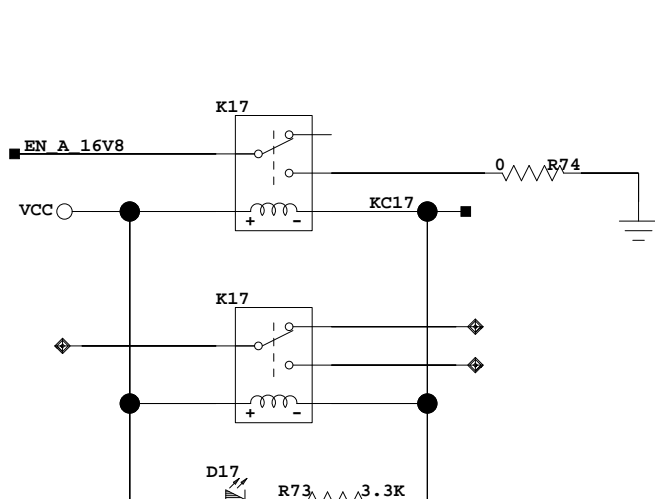 K17
EN_A_16V8
0 R74
VCC
KC17
+ -
K17
+ -
D17
R73 3.3K